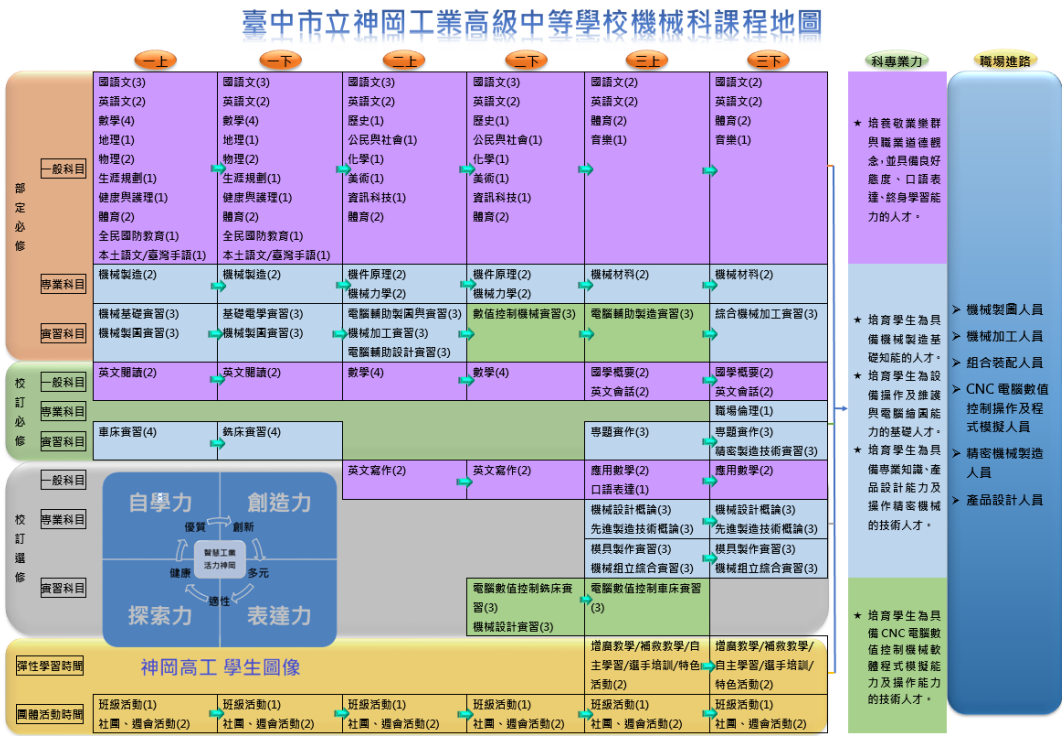 臺中市立神岡工業高級中等學校機械科課程地圖
一上
一下
二上
二下
三上
三下
科專業力
職場進路
部定必修
一般科目
國語文(3)
英語文(2)
數學(4)
地理(1)
物理(2)
生涯規劃(1)
健康與護理(1)
體育(2)
全民國防教育(1)
本土語文/臺灣手語(1)
國語文(3)
英語文(2)
數學(4)
地理(1)
物理(2)
生涯規劃(1)
健康與護理(1)
體育(2)
全民國防教育(1)
本土語文/臺灣手語(1)
國語文(3)
英語文(2)
歷史(1)
公民與社會(1)
化學(1)
美術(1)
資訊科技(1)
體育(2)
國語文(3)
英語文(2)
歷史(1)
公民與社會(1)
化學(1)
美術(1)
資訊科技(1)
體育(2)
國語文(2)
英語文(2)
體育(2)
音樂(1)
國語文(2)
英語文(2)
體育(2)
音樂(1)
專業科目
機械製造(2)
機械製造(2)
機件原理(2)
機械力學(2)
機件原理(2)
機械力學(2)
機械材料(2)
機械材料(2)
實習科目
機械基礎實習(3)
機械製圖實習(3)
基礎電學實習(3)
機械製圖實習(3)
電腦輔助製圖與實習(3)
機械加工實習(3)
電腦輔助設計實習(3)
數值控制機械實習(3)
電腦輔助製造實習(3)
綜合機械加工實習(3)
校訂必修
一般科目
英文閱讀(2)
英文閱讀(2)
數學(4)
數學(4)
國學概要(2)
英文會話(2)
國學概要(2)
英文會話(2)
專業科目
職場倫理(1)
實習科目
車床實習(4)
銑床實習(4)
專題實作(3)
專題實作(3)
精密製造技術實習(3)
校訂選修
一般科目
英文寫作(2)
英文寫作(2)
應用數學(2)
口語表達(1)
應用數學(2)
專業科目
機械設計概論(3)
先進製造技術概論(3)
機械設計概論(3)
先進製造技術概論(3)
實習科目
模具製作實習(3)
機械組立綜合實習(3)
模具製作實習(3)
機械組立綜合實習(3)
電腦數值控制銑床實
習(3)
機械設計實習(3)
電腦數值控制車床實習
(3)
自學力
創造力
優質
創新
智慧工業
活力神岡
健康
多元
適性
探索力
表達力
神岡高工 學生圖像
彈性學習時間
增廣教學/補救教學/自
主學習/選手培訓/特色
活動(2)
增廣教學/補救教學/
自主學習/選手培訓/
特色活動(2)
團體活動時間
班級活動(1)
社團、週會活動(2)
班級活動(1)
社團、週會活動(2)
班級活動(1)
社團、週會活動(2)
班級活動(1)
社團、週會活動(2)
班級活動(1)
社團、週會活動(2)
班級活動(1)
社團、週會活動(2)
★ 培養敬業樂群
與職業道德觀
念,並具備良好
態度、口語表
達、終身學習能
力的人才。
★ 培育學生為具
備機械製造基
礎知能的人才。
★ 培育學生為設
備操作及維護
與電腦繪圖能
力的基礎人才。
★ 培育學生為具
備專業知識、產
品設計能力及
操作精密機械
的技術人才。
★ 培育學生為具
備 CNC 電腦數
值控制機械軟
體程式模擬能
力及操作能力
的技術人才。
➢ 機械製圖人員
➢ 機械加工人員
➢ 組合裝配人員
➢ CNC 電腦數值
控制操作及程
式模擬人員
➢ 精密機械製造
人員
➢ 產品設計人員